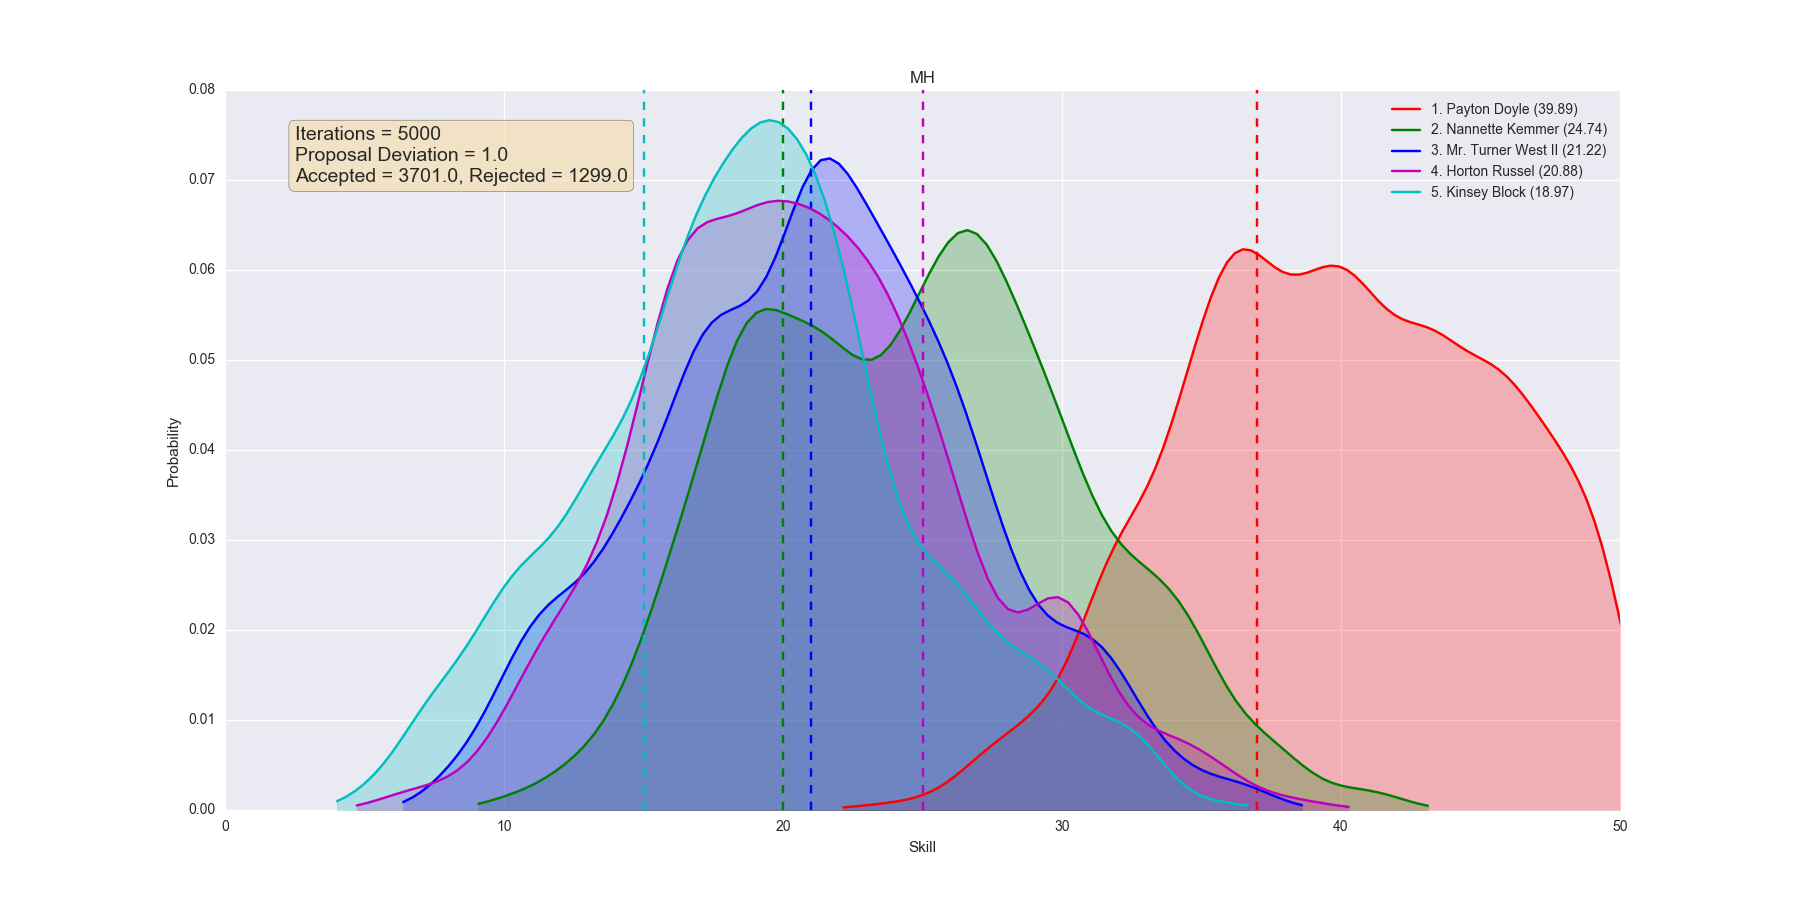 MH
Iterations = 5000
Proposal Deviation = 1.0
Accepted = 3701.0, Rejected = 1299.0
1. Payton Doyle (39.89)
2. Nannette Kemmer (24.74)
3. Mr. Turner West II (21.22)
4. Horton Russel (20.88)
5. Kinsey Block (18.97)
0.08
0.07
0.06
0.05
0.04
0.03
0.02
0.01
0.00
Probability
0 10 20 30 40 50
Skill